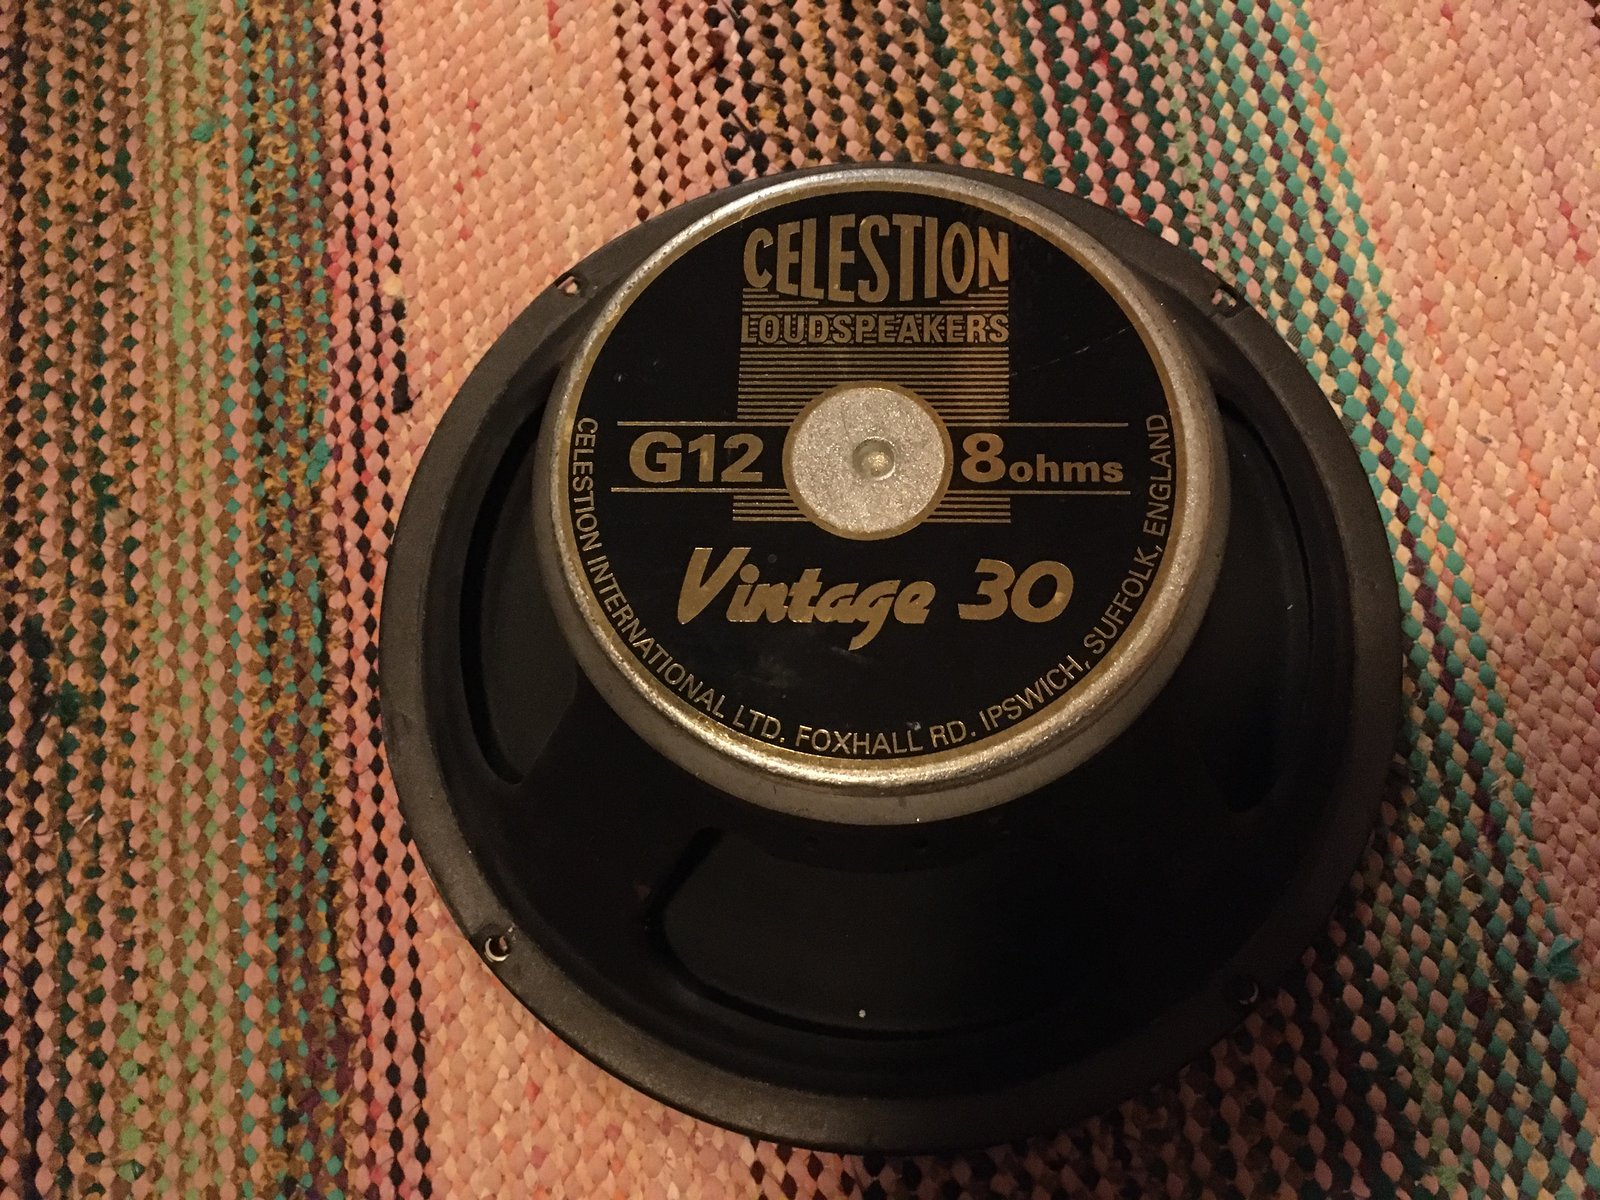 CELESTION
LOUDSPEAKERS
G12 8ohms
Vintage 30
CELESTION INTERNATIONAL LTD. FOXHALL RD. IPSWICH, SUFFOLK, ENGLAND